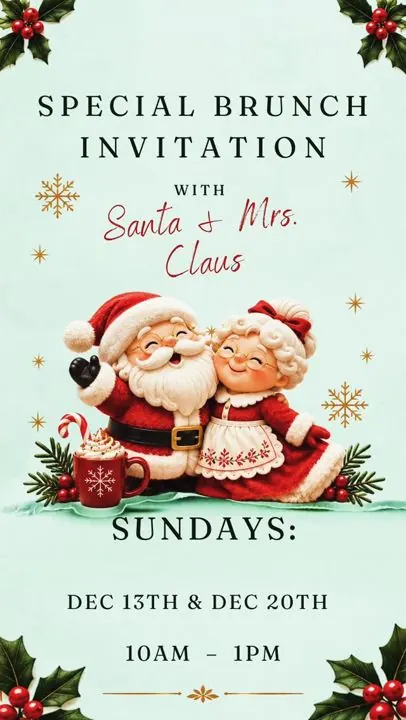 SPECIAL BRUNCH
INVITATION
WITH
Santa & Mrs.
Claus
SUNDAYS:
DEC 13TH & DEC 20TH
10AM – 1PM